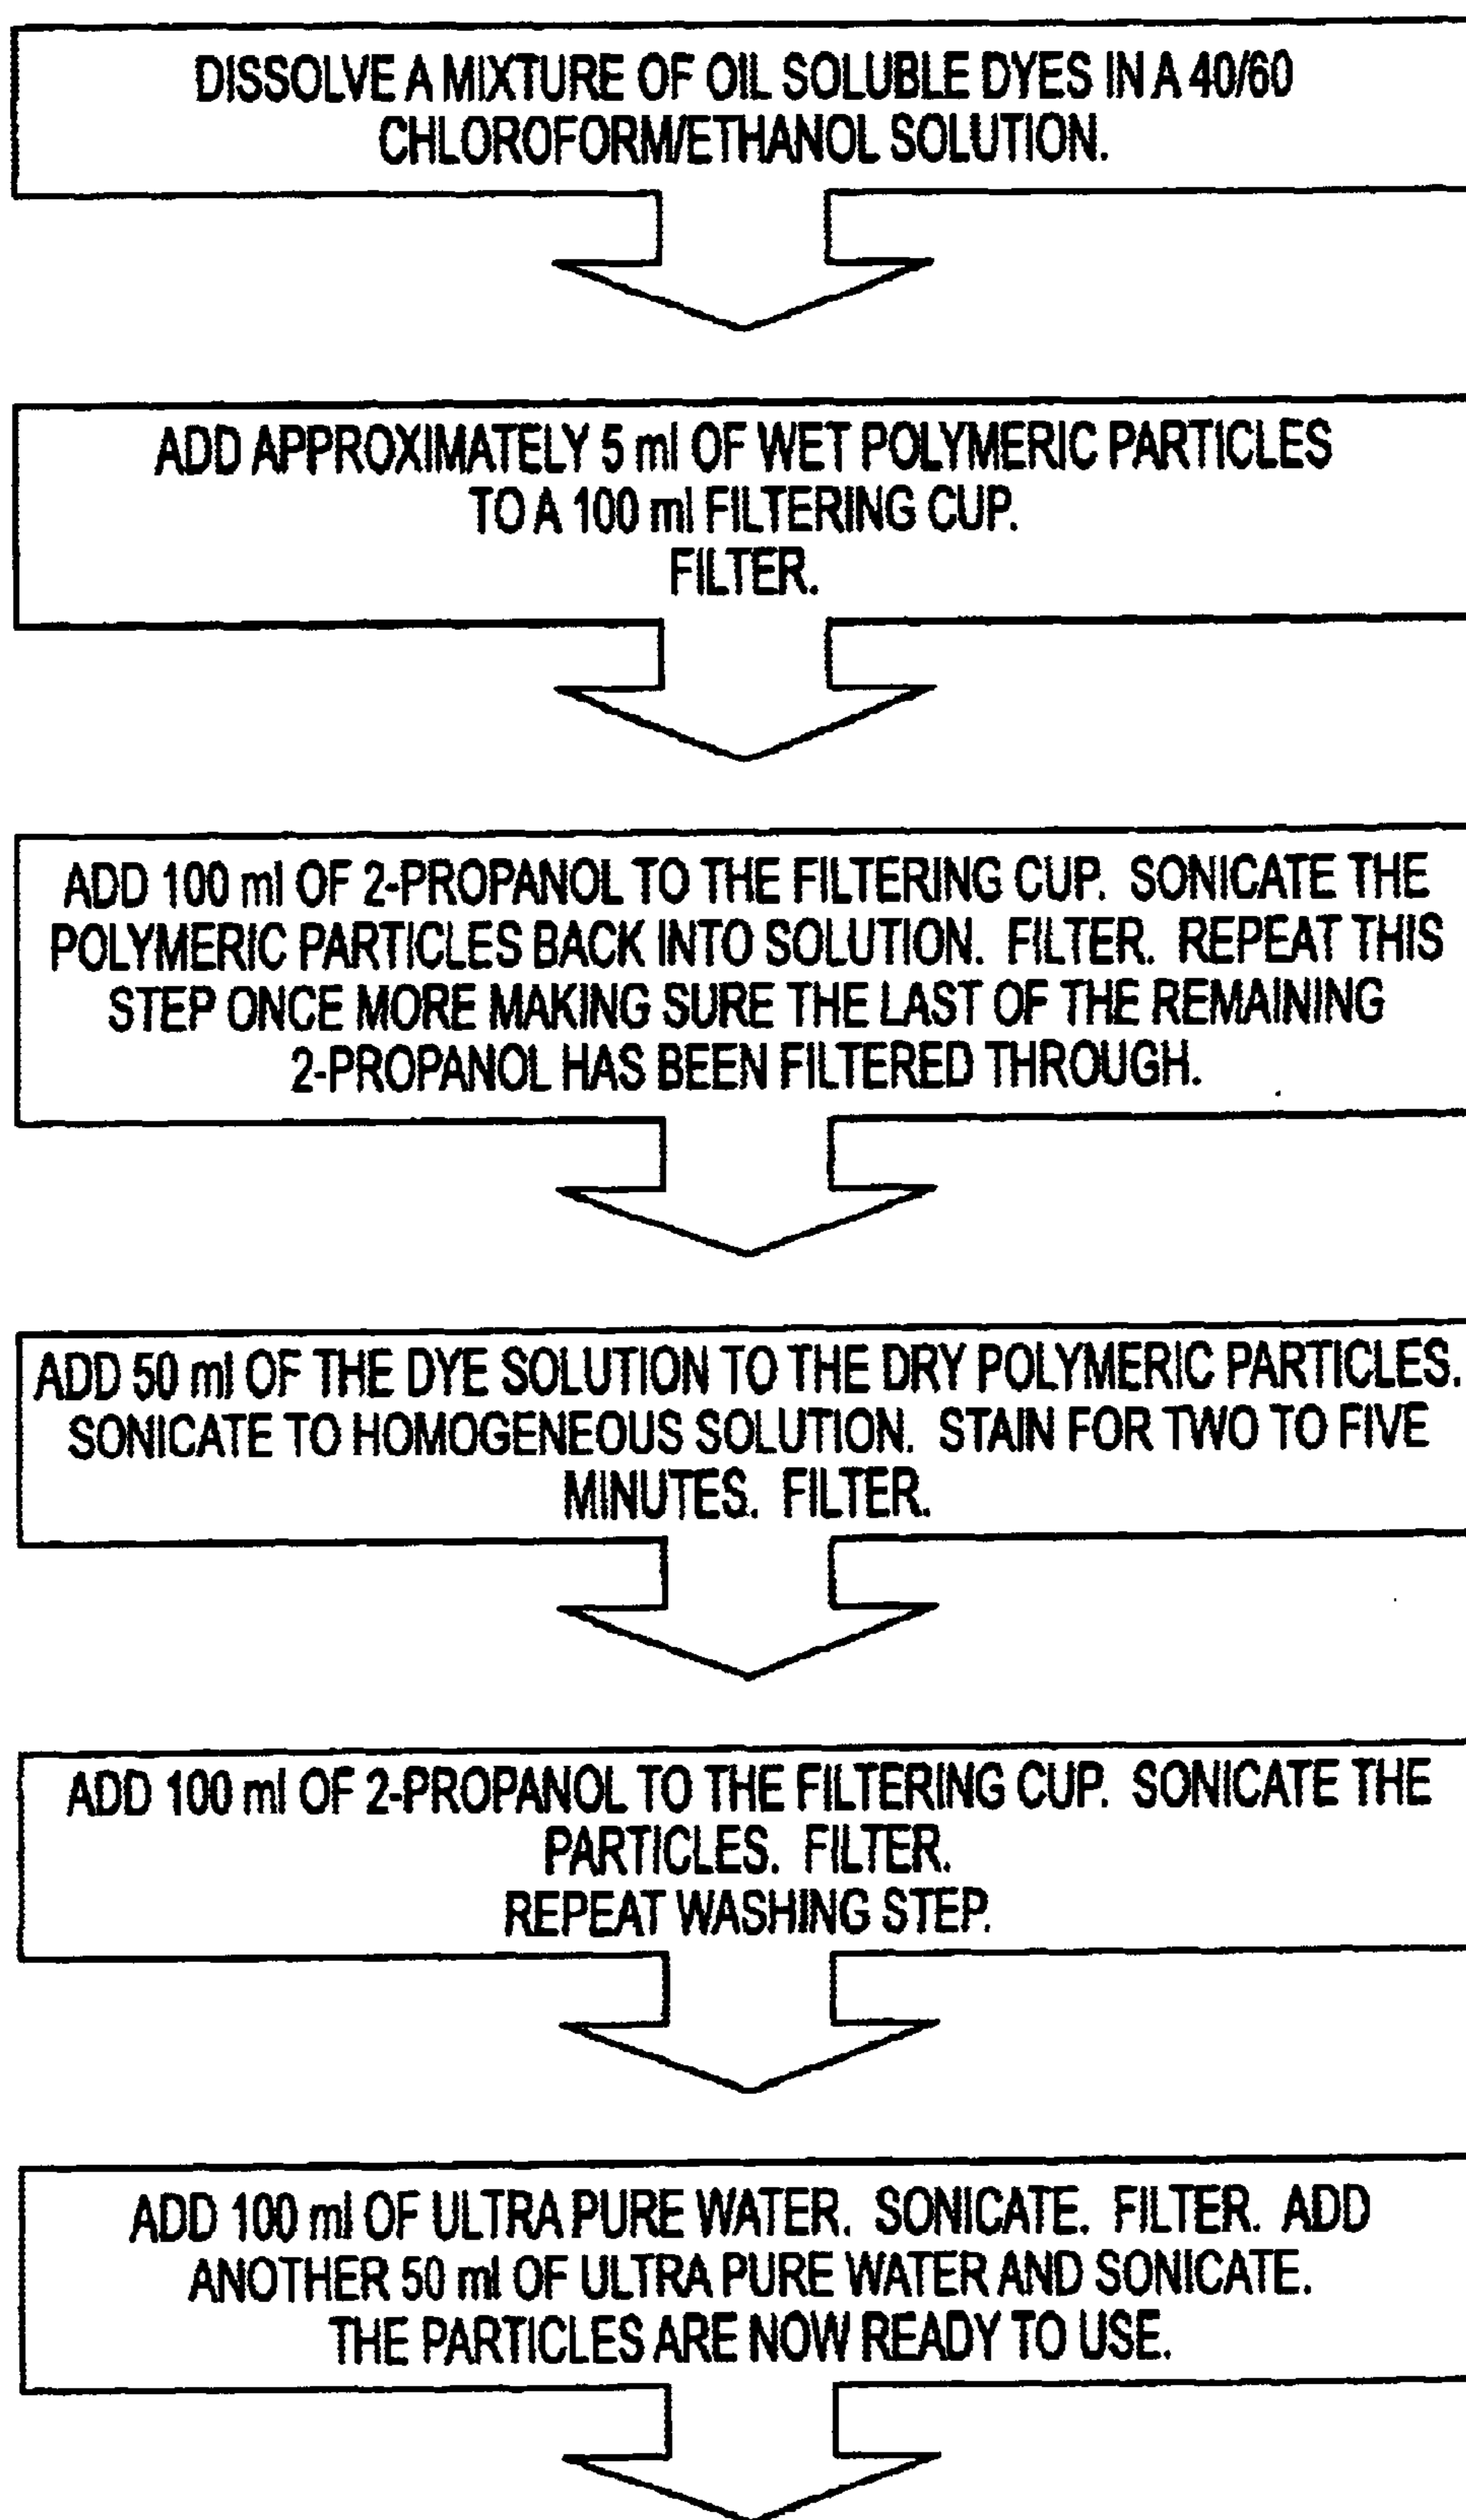 DISSOLVE A MIXTURE OF OIL SOLUBLE DYES IN A 40/60
CHLOROFORM/ETHANOL SOLUTION.
ADD APPROXIMATELY 5 ml OF WET POLYMERIC PARTICLES
TO A 100 ml FILTERING CUP.
FILTER.
ADD 100 ml OF 2-PROPANOL TO THE FILTERING CUP. SONICATE THE
POLYMERIC PARTICLES BACK INTO SOLUTION. FILTER. REPEAT THIS
STEP ONCE MORE MAKING SURE THE LAST OF THE REMAINING
2-PROPANOL HAS BEEN FILTERED THROUGH.
ADD 50 ml OF THE DYE SOLUTION TO THE DRY POLYMERIC PARTICLES.
SONICATE TO HOMOGENEOUS SOLUTION. STAIN FOR TWO TO FIVE
MINUTES. FILTER.
ADD 100 ml OF 2-PROPANOL TO THE FILTERING CUP. SONICATE THE
PARTICLES. FILTER.
REPEAT WASHING STEP.
ADD 100 ml OF ULTRA PURE WATER. SONICATE. FILTER. ADD
ANOTHER 50 ml OF ULTRA PURE WATER AND SONICATE.
THE PARTICLES ARE NOW READY TO USE.